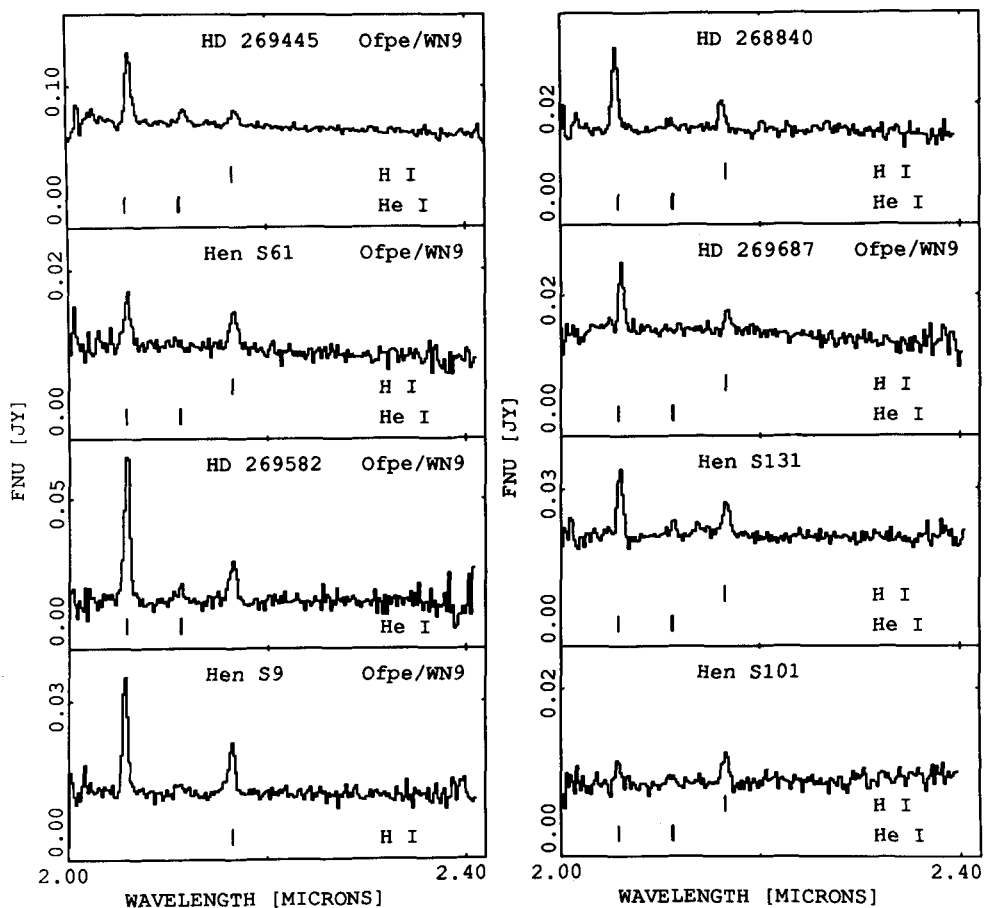 HD 269445 Ofpe/WN9
0.10
H I
0.00
He I
Hen S61 Ofpe/WN9
0.02
H I
0.00
He I
HD 269582 Ofpe/WN9
0.05
0.00
He I
Hen S9 Ofpe/WN9
0.03
0.00
H I
FNU [JY]
2.00 2.40
WAVELENGTH [MICRONS]
HD 268840
0.02
H I
0.00
He I
HD 269687 Ofpe/WN9
0.02
H I
0.00
He I
Hen S131
0.03
H I
0.00
He I
Hen S101
0.02
H I
0.00
He I
FNU [JY]
2.00 2.40
WAVELENGTH [MICRONS]